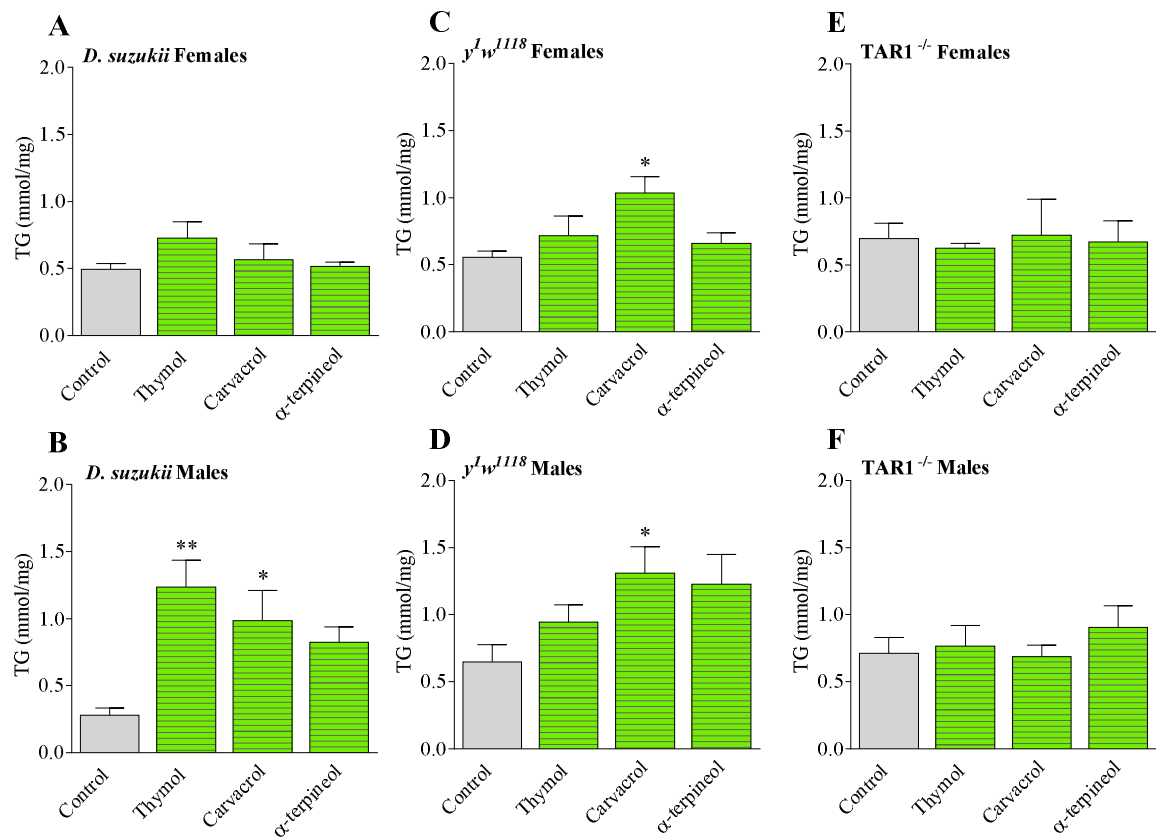 A
D. suzukii Females
TG (mmol/mg)
2.0
1.5
1.0
0.5
0.0
Control
Thymol
Carvacrol
α-terpineol
C
y¹w¹¹¹⁸ Females
TG (mmol/mg)
2.0
1.5
1.0
0.5
0.0
*
Control
Thymol
Carvacrol
α-terpineol
E
TAR1 -/- Females
TG (mmol/mg)
2.0
1.5
1.0
0.5
0.0
Control
Thymol
Carvacrol
α-terpineol
B
D. suzukii Males
TG (mmol/mg)
2.0
1.5
1.0
0.5
0.0
**
*
Control
Thymol
Carvacrol
α-terpineol
D
y¹w¹¹¹⁸ Males
TG (mmol/mg)
2.0
1.5
1.0
0.5
0.0
*
Control
Thymol
Carvacrol
α-terpineol
F
TAR1 -/- Males
TG (mmol/mg)
2.0
1.5
1.0
0.5
0.0
Control
Thymol
Carvacrol
α-terpineol